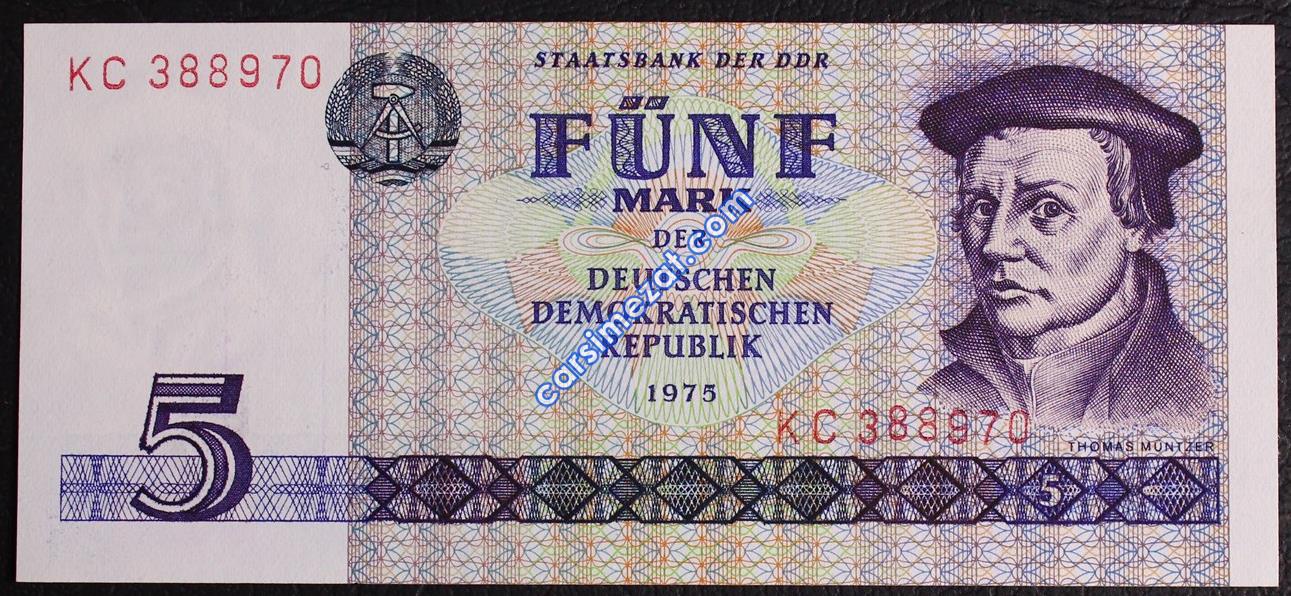 KC 388970
STAATSBANK DER DDR
FÜNF
MARK
DER
DEUTSCHEN
DEMOKRATISCHEN
REPUBLIK
1975
carsimezat.com
KC 388970
THOMAS MÜNTZER
5
5